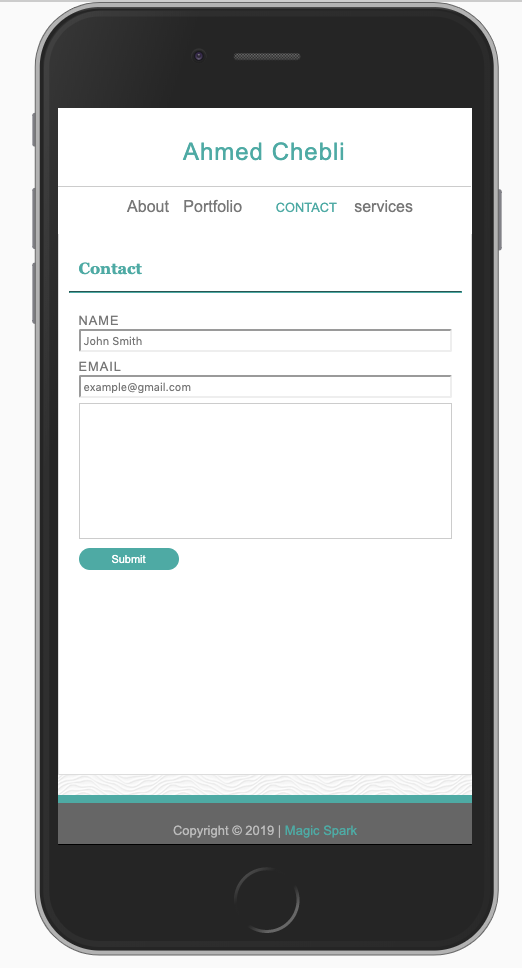 Ahmed Chebli
About Portfolio CONTACT services
Contact
NAME
John Smith
EMAIL
example@gmail.com
Submit
Copyright © 2019 | Magic Spark